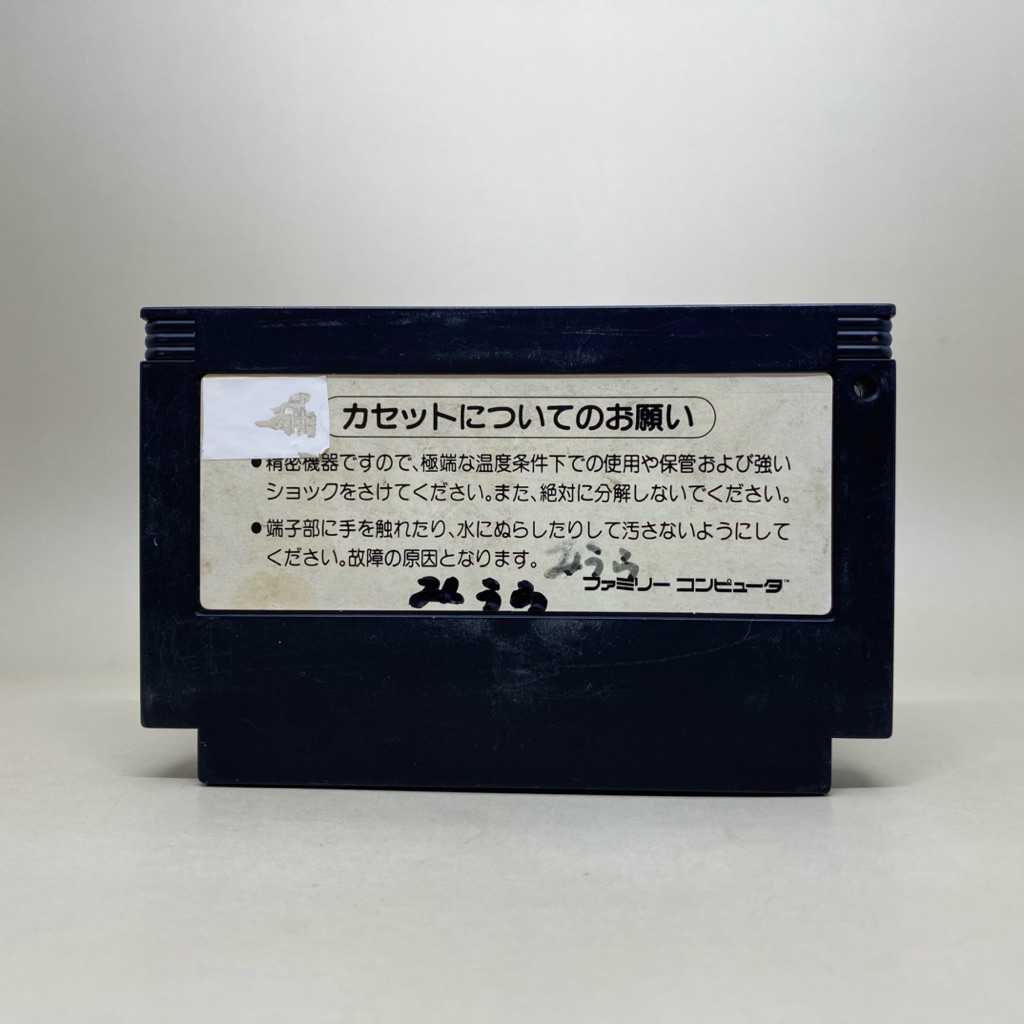 カセットについてのお願い
●精密機器ですので、極端な温度条件下での使用や保管および強い
ショックをさけてください。また、絶対に分解しないでください。
●端子部に手を触れたり、水にぬらしたりして汚さないようにして
ください。故障の原因となります。
みうら
ファミリー コンピュータ™
みうら